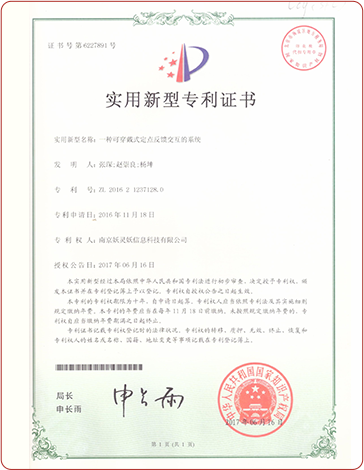 证书号第6227891号
实用新型专利证书
实用新型名称：一种可穿戴式定点反馈交互的系统
发 明 人：张琛;赵崇良;杨坤
专 利 号：ZL 2016 2 1237128.0
专利申请日：2016年11月18日
专 利 权 人：南京妖灵妖信息科技有限公司
授权公告日：2017年06月16日
本实用新型经过本局依照中华人民共和国专利法进行初步审查，决定授予专利权，颁
发本证书并在专利登记簿上予以登记。专利权自授权公告之日起生效。
本专利的专利权期限为十年，自申请日起算。专利权人应当依照专利法及其实施细则
规定缴纳年费。本专利的年费应当在每年11月18日前缴纳。未按照规定缴纳年费的，专
利权自应当缴纳年费期满之日起终止。
专利证书记载专利权登记时的法律状况。专利权的转移、质押、无效、终止、恢复和
专利权人的姓名或名称、国籍、地址变更等事项记载在专利登记簿上。
局长
申长雨
申长雨
中华人民共和国国家知识产权局
2017年06月16日
第 1 页 (共 1 页)